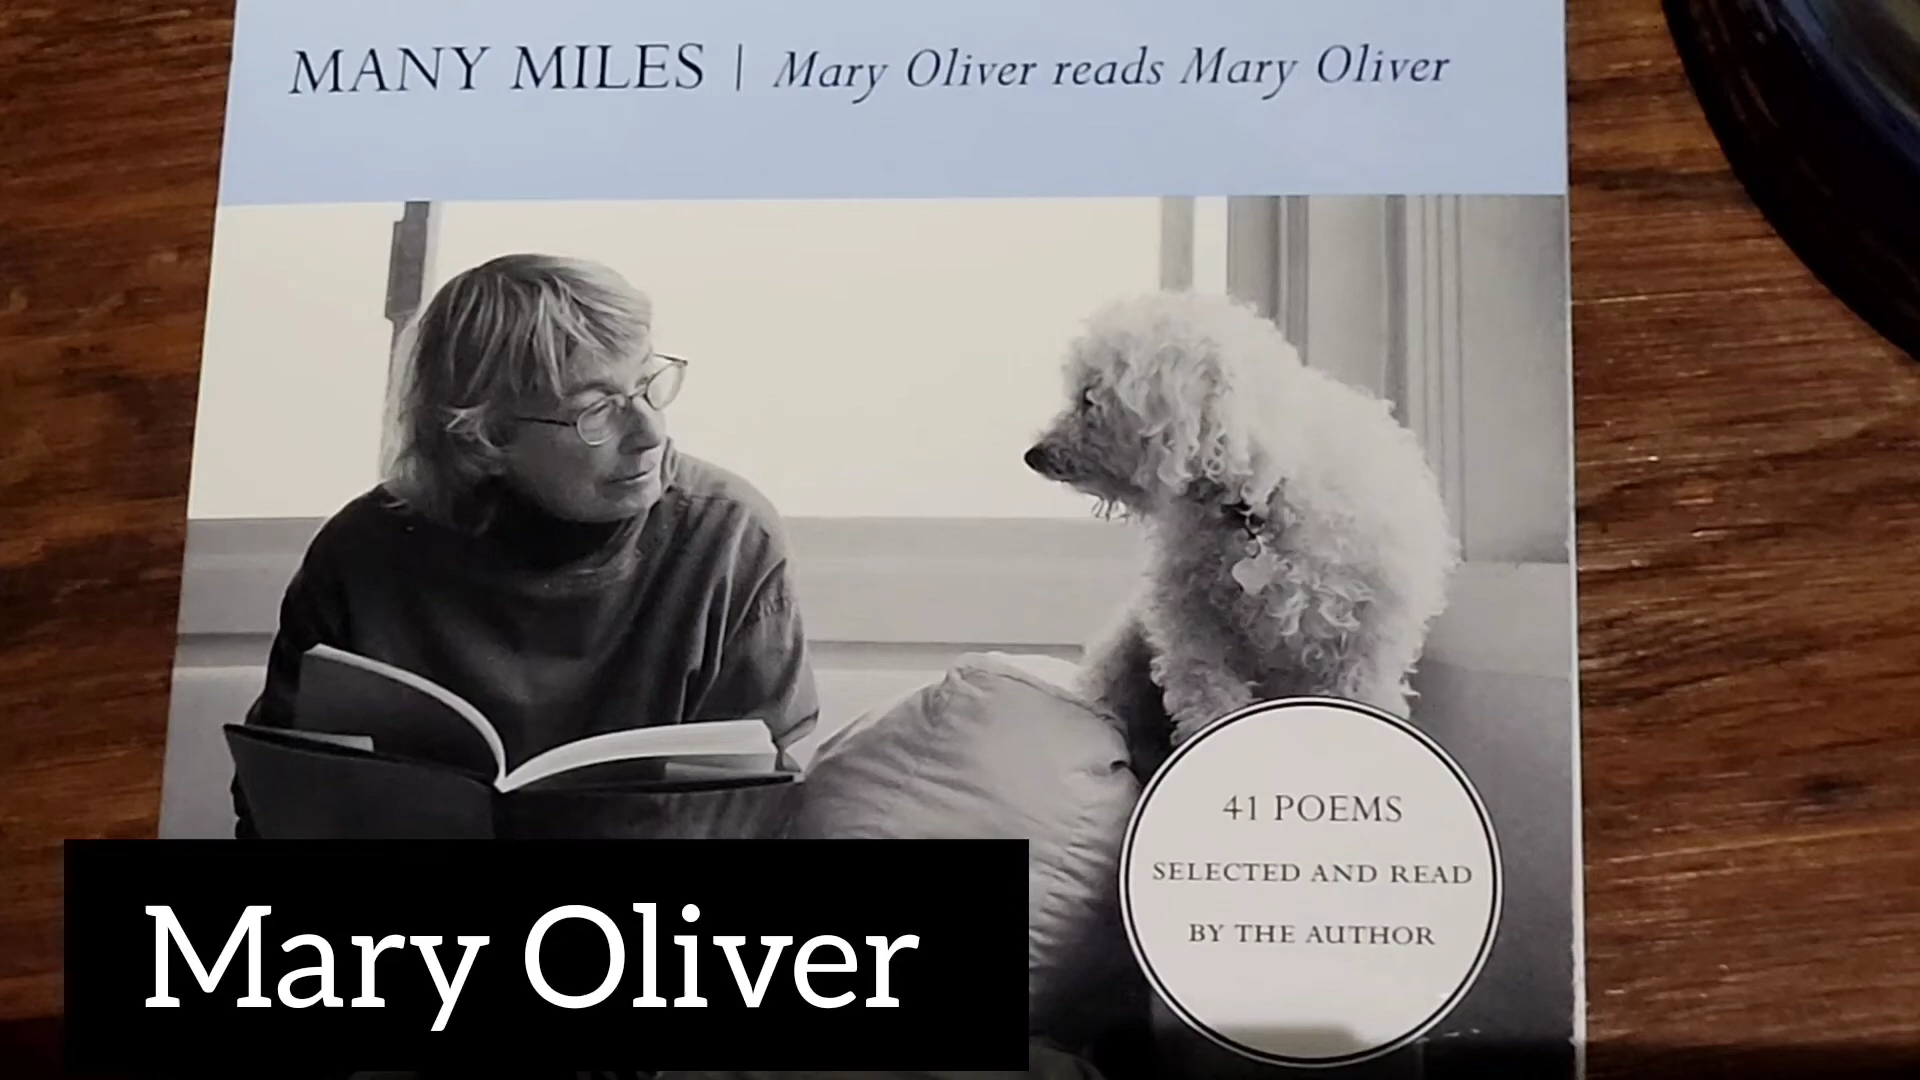 MANY MILES | Mary Oliver reads Mary Oliver
41 POEMS
SELECTED AND READ
BY THE AUTHOR
Mary Oliver